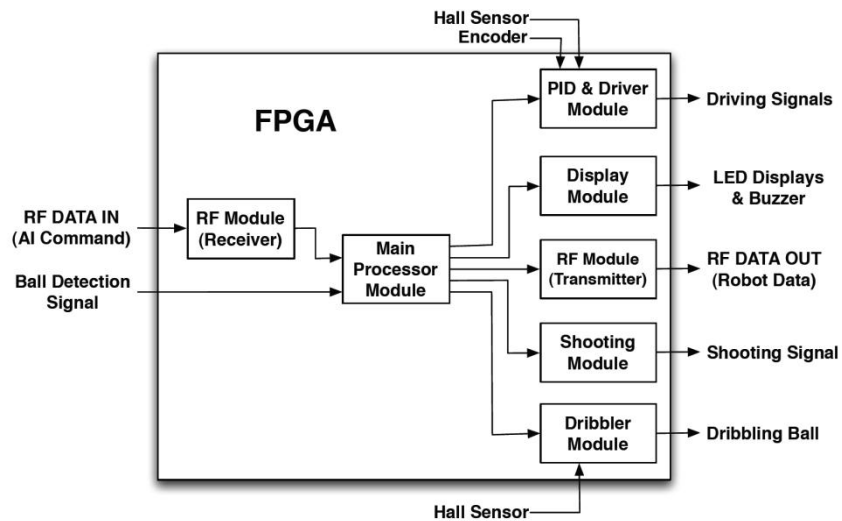 Hall Sensor
Encoder
FPGA
PID & Driver
Module
Driving Signals
Display
Module
LED Displays
& Buzzer
RF DATA IN
(AI Command)
RF Module
(Receiver)
Main
Processor
Module
RF Module
(Transmitter)
RF DATA OUT
(Robot Data)
Ball Detection
Signal
Shooting
Module
Shooting Signal
Dribbler
Module
Dribbling Ball
Hall Sensor